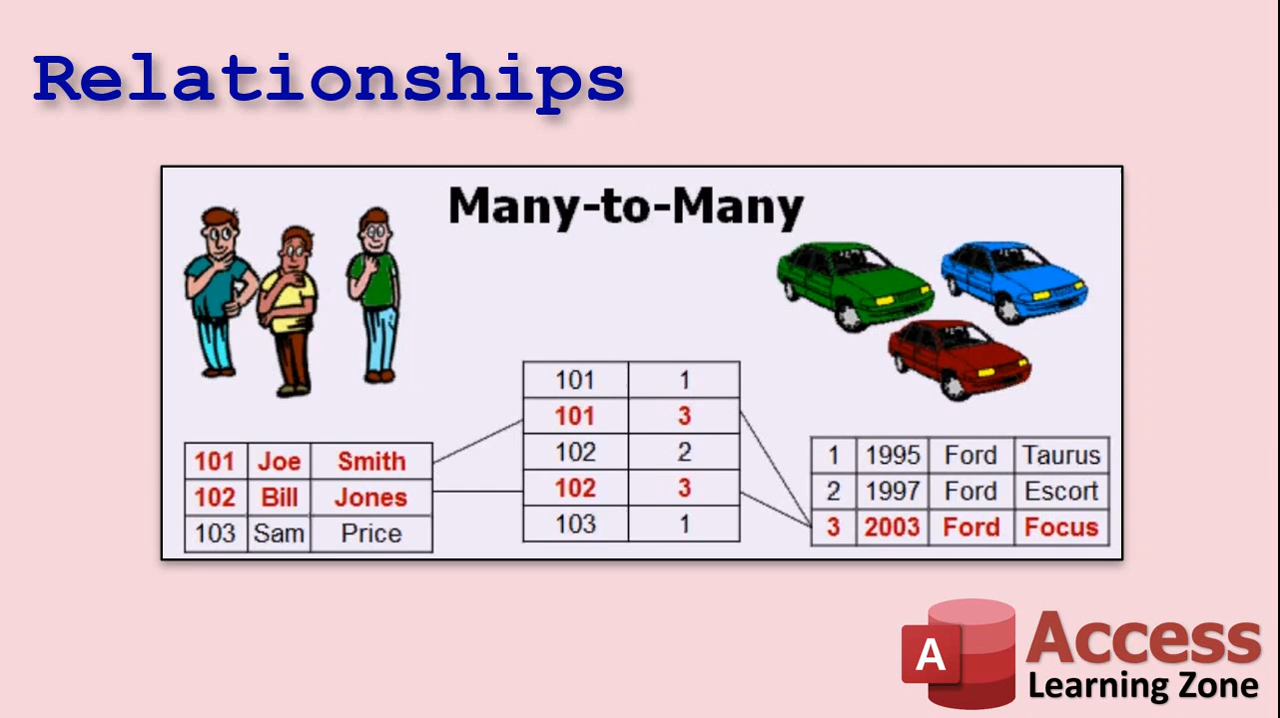 Relationships
Many-to-Many
101 Joe Smith
102 Bill Jones
103 Sam Price
101 1
101 3
102 2
102 3
103 1
1 1995 Ford Taurus
2 1997 Ford Escort
3 2003 Ford Focus
A Access
Learning Zone